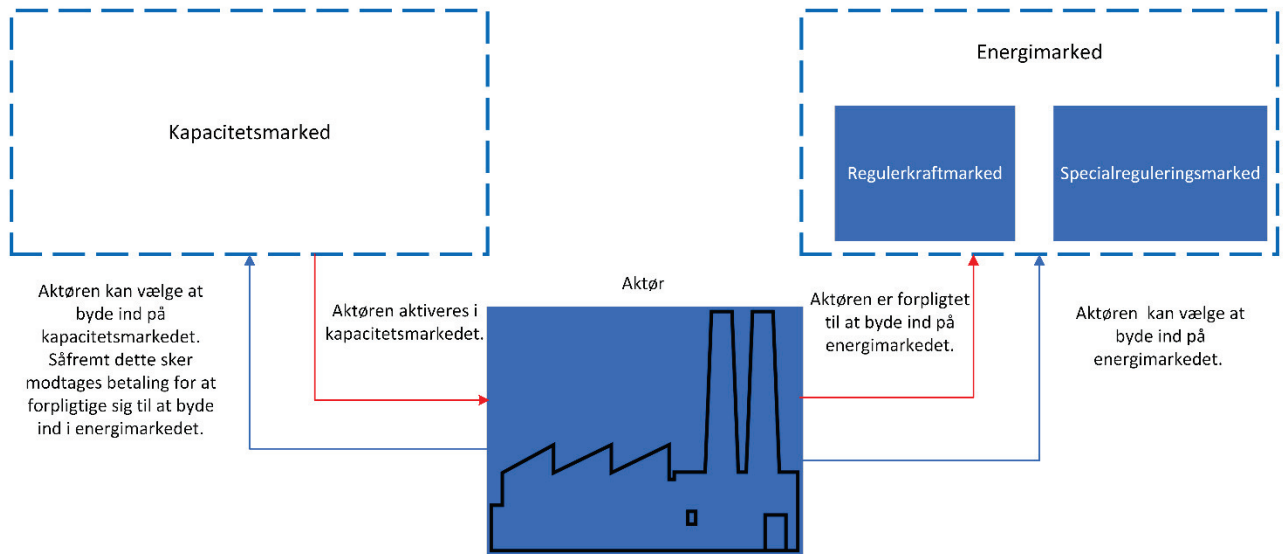 Kapacitetsmarked
Energimarked
Regulerkraftmarked
Specialreguleringsmarked
Aktøren kan vælge at
byde ind på
kapacitetsmarkedet.
Såfremt dette sker
modtages betaling for at
forpligtige sig til at byde
ind i energimarkedet.
Aktøren aktiveres i
kapacitetsmarkedet.
Aktør
Aktøren er forpligtet
til at byde ind på
energimarkedet.
Aktøren kan vælge at
byde ind på
energimarkedet.